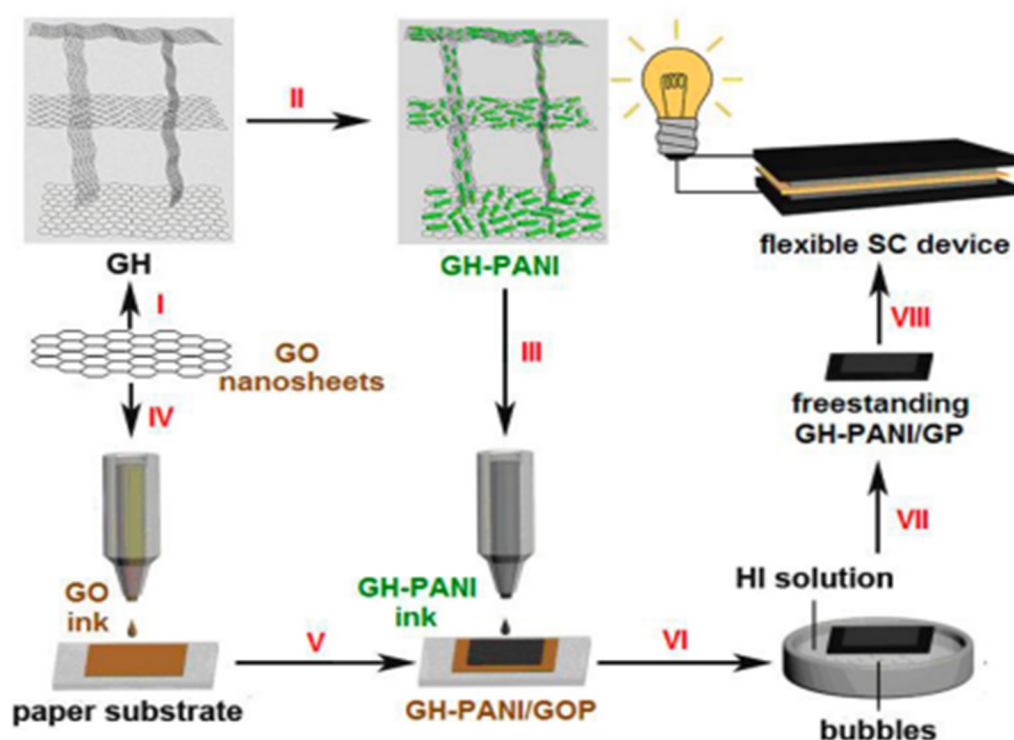 II
GH
GH-PANI
flexible SC device
I
GO
nanosheets
III
VIII
IV
freestanding
GH-PANI/GP
VII
GO
ink
GH-PANI
ink
HI solution
V
VI
paper substrate
GH-PANI/GOP
bubbles